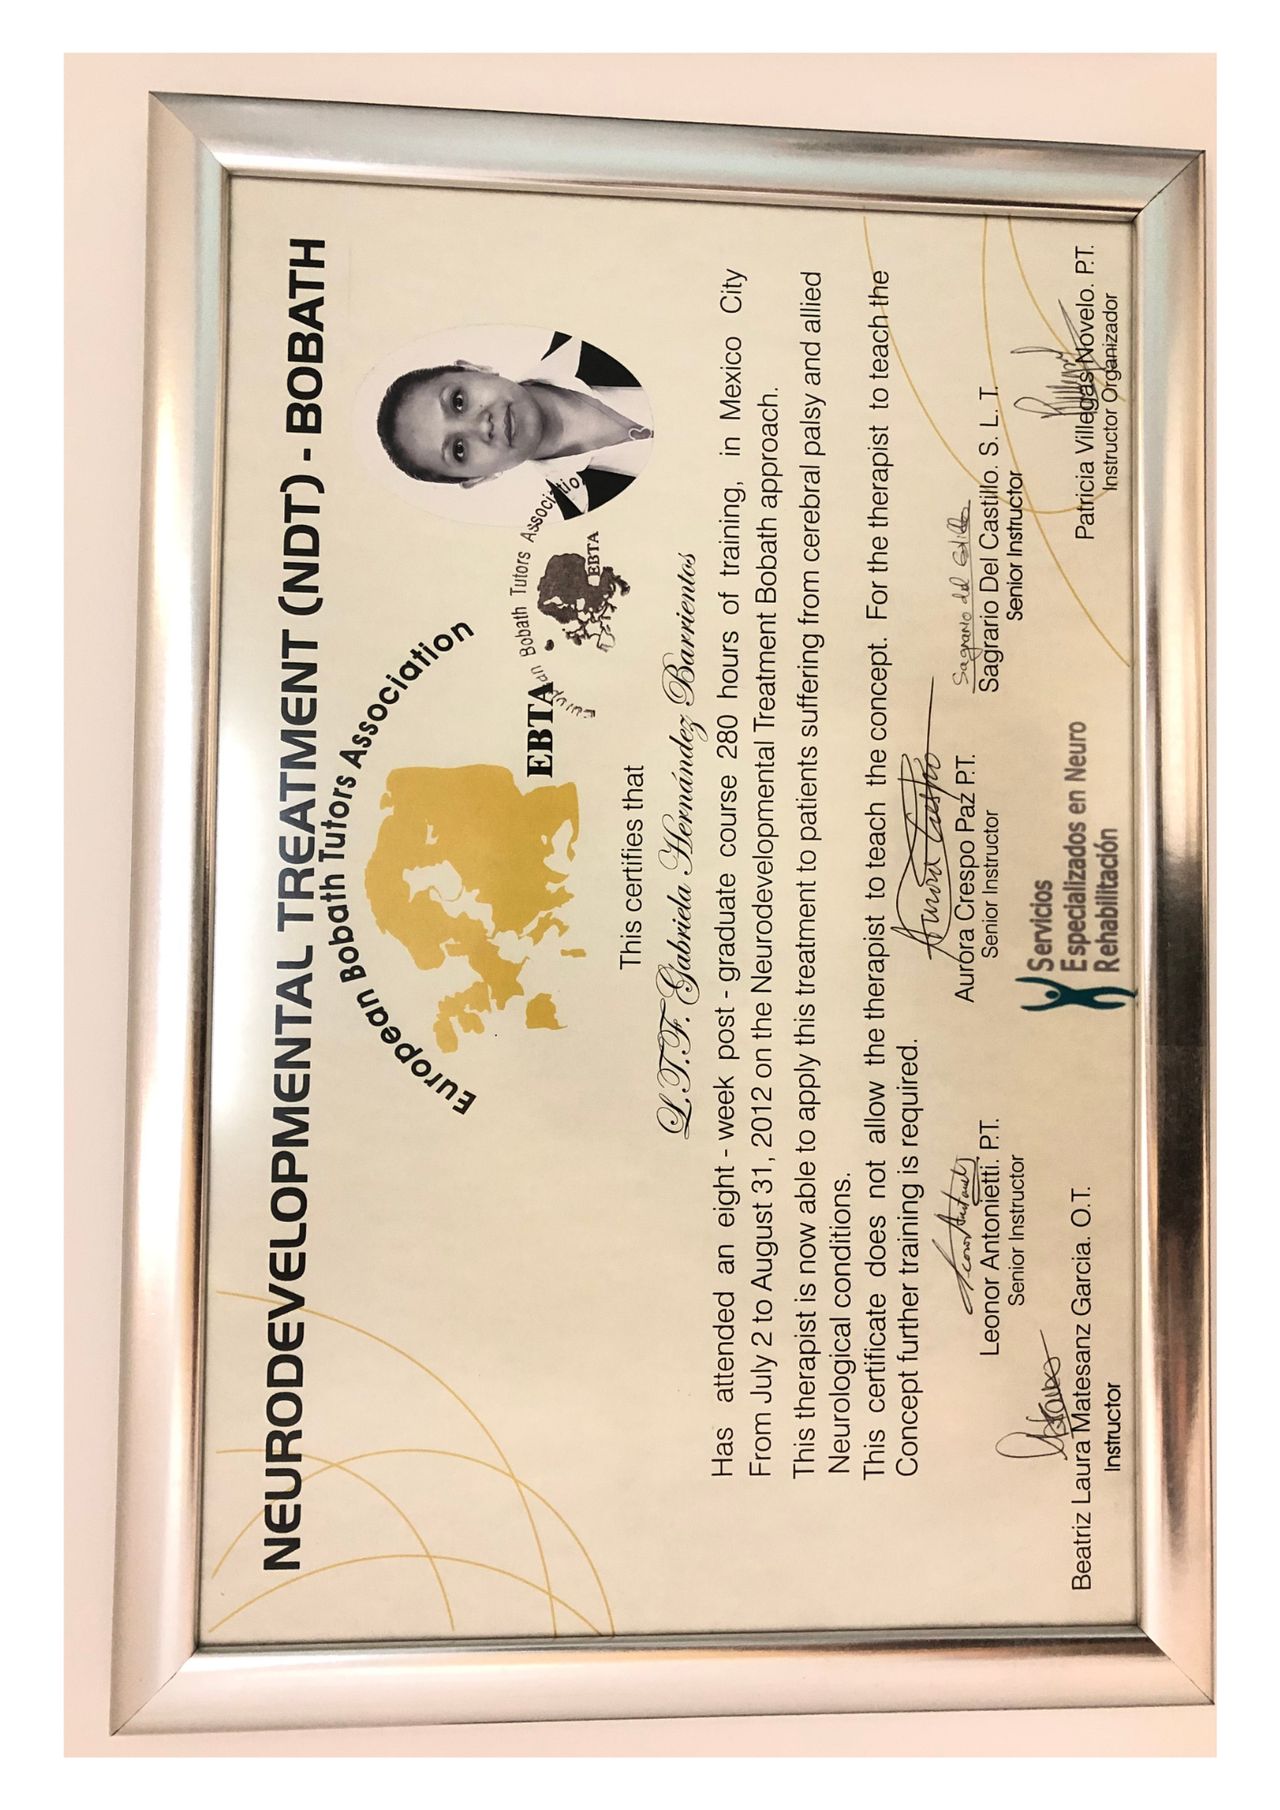 NEURODEVELOPMENTAL TREATMENT (NDT) - BOBATH
European Bobath Tutors Association
EBTA
European Bobath Tutors Association
EBTA
This certifies that
L.T.F. Gabriela Hernández Barrientos
Has attended an eight - week post - graduate course 280 hours of training, in Mexico City
From July 2 to August 31, 2012 on the Neurodevelopmental Treatment Bobath approach.
This therapist is now able to apply this treatment to patients suffering from cerebral palsy and allied
Neurological conditions.
This certificate does not allow the therapist to teach the concept. For the therapist to teach the
Concept further training is required.
Leonor Antonietti. P.T.
Senior Instructor
Aurora Crespo
Aurora Crespo Paz P.T.
Senior Instructor
Sagrario del Castillo
Sagrario Del Castillo. S. L. T.
Senior Instructor
Beatriz Laura Matesanz Garcia. O.T.
Instructor
Servicios
Especializados en Neuro
Rehabilitación
Patricia Villegas Novelo. P.T.
Instructor Organizador